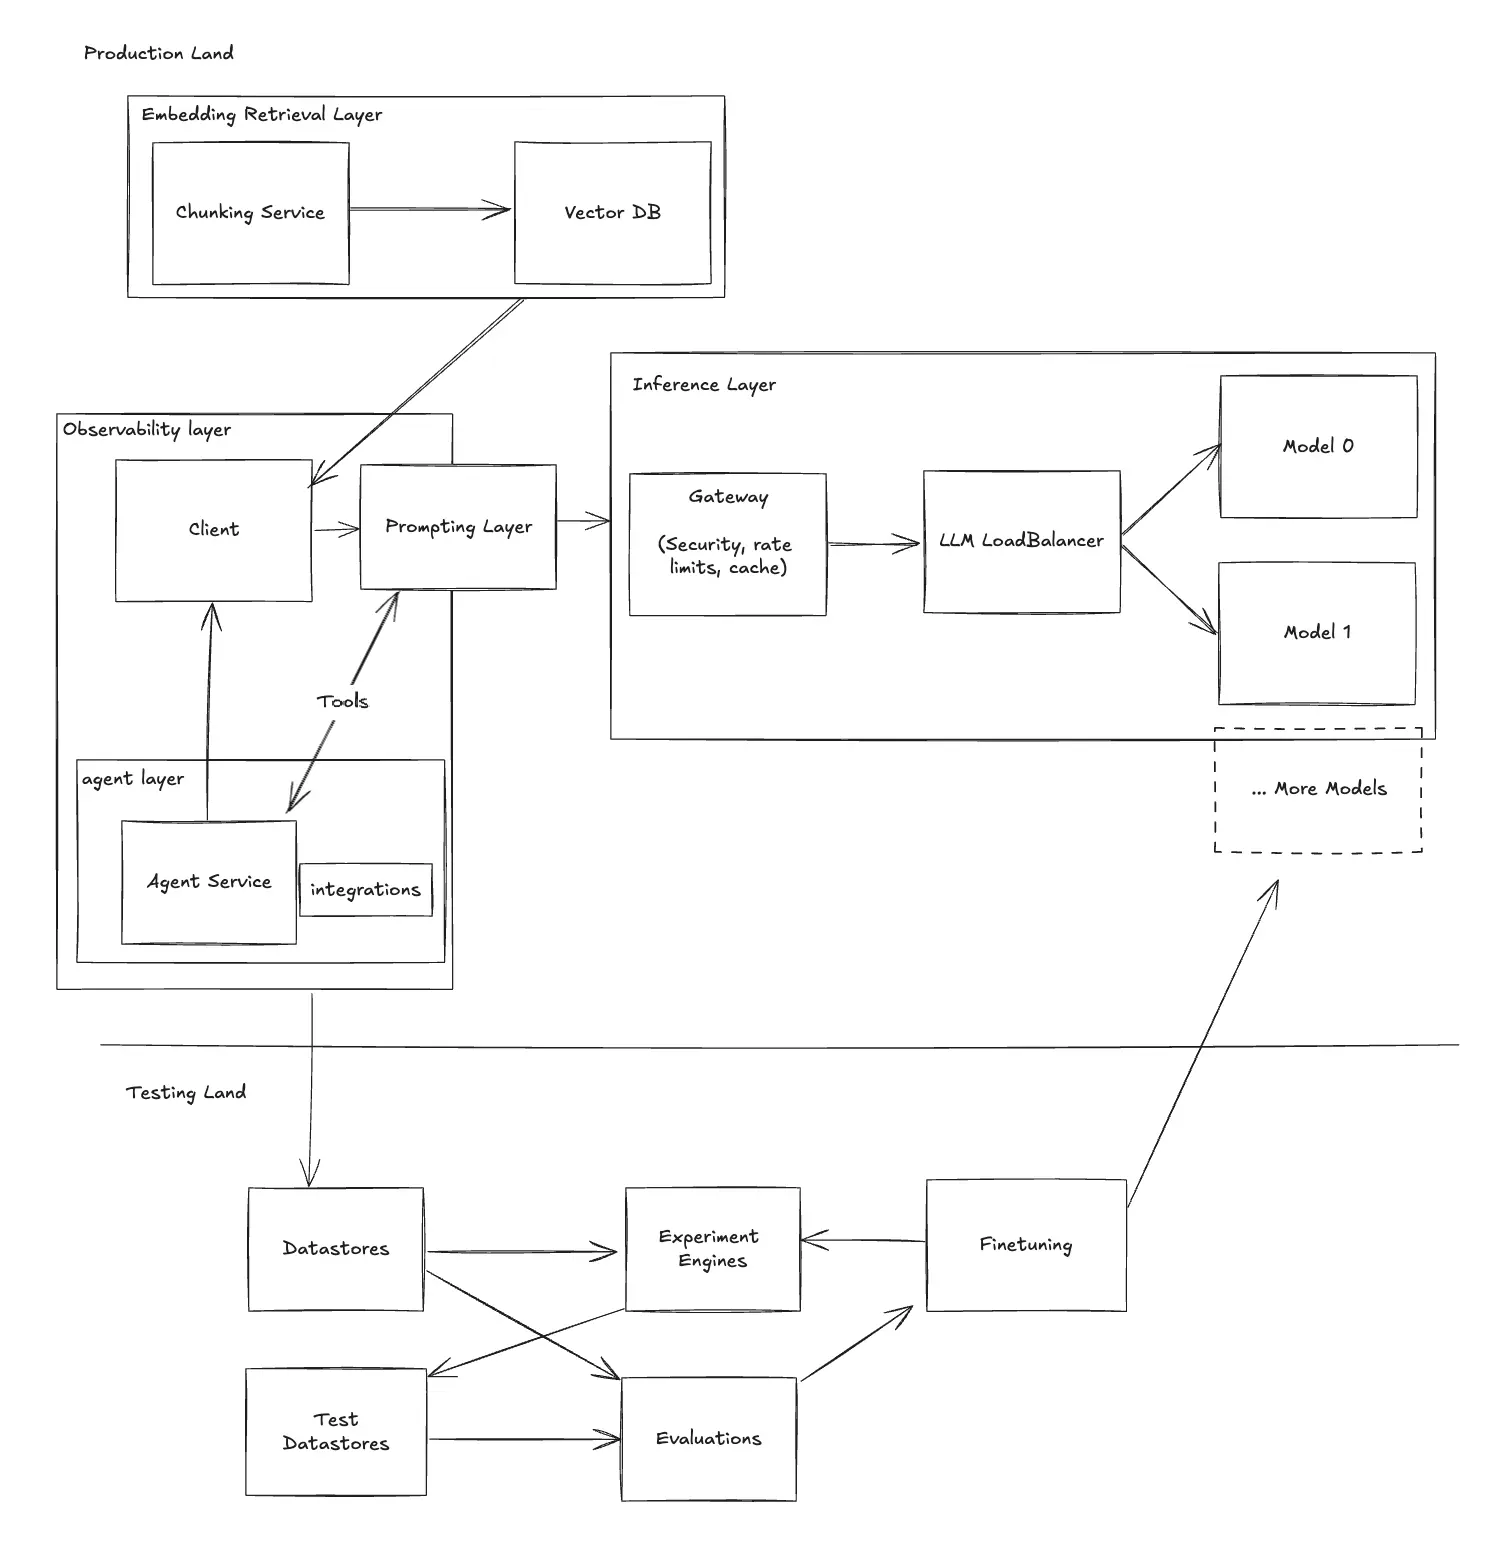 Production Land
Embedding Retrieval Layer
Chunking Service
Vector DB
Inference Layer
Observability layer
Client
Prompting Layer
Gateway
(Security, rate
limits, cache)
LLM LoadBalancer
Model 0
Model 1
Tools
... More Models
agent layer
Agent Service
integrations
Testing Land
Datastores
Experiment
Engines
Finetuning
Test
Datastores
Evaluations